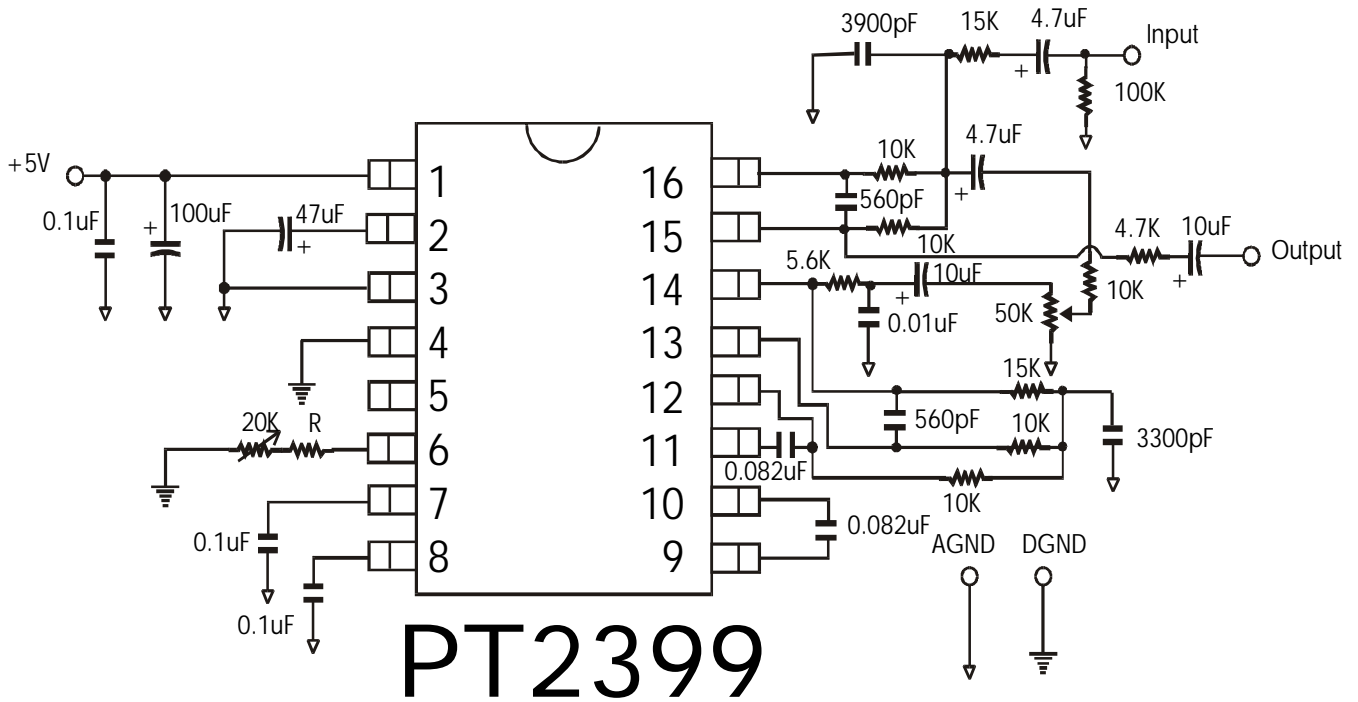 3900pF 15K 4.7uF Input
100K
+5V 0.1uF 100uF 47uF
+
+
+
10K 4.7uF
+
560pF
10K
4.7K 10uF Output
+
5.6K 10uF
+
0.01uF 50K 10K
15K
560pF 10K 3300pF
10K
0.082uF
0.082uF
20K R
0.1uF
0.1uF
1 16
2 15
3 14
4 13
5 12
6 11
7 10
8 9
AGND DGND
PT2399